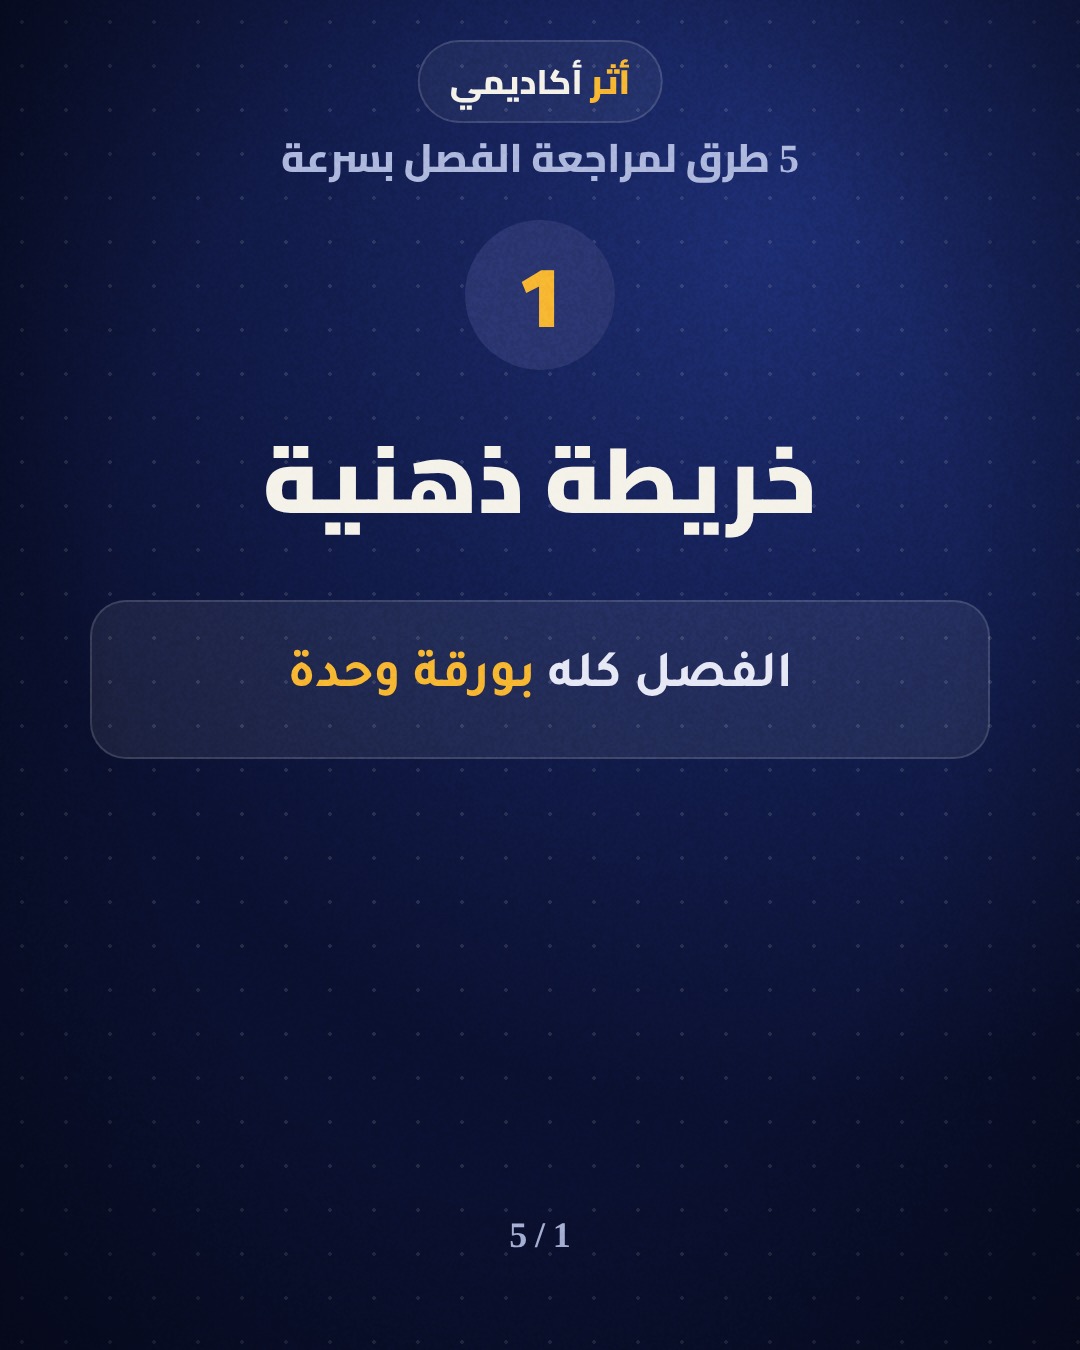 أثر أكاديمي
5 طرق لمراجعة الفصل بسرعة
1
خريطة ذهنية
الفصل كله بورقة وحدة
1 / 5